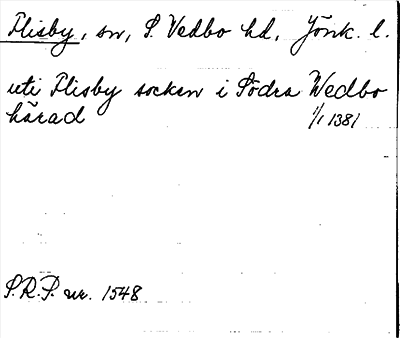 Flisby, sn, S. Vedbo hd, Jönk. l.
uti Flisby socken i Södra Wedbo
härad 1/1 1381
S.R.P. nr. 1548